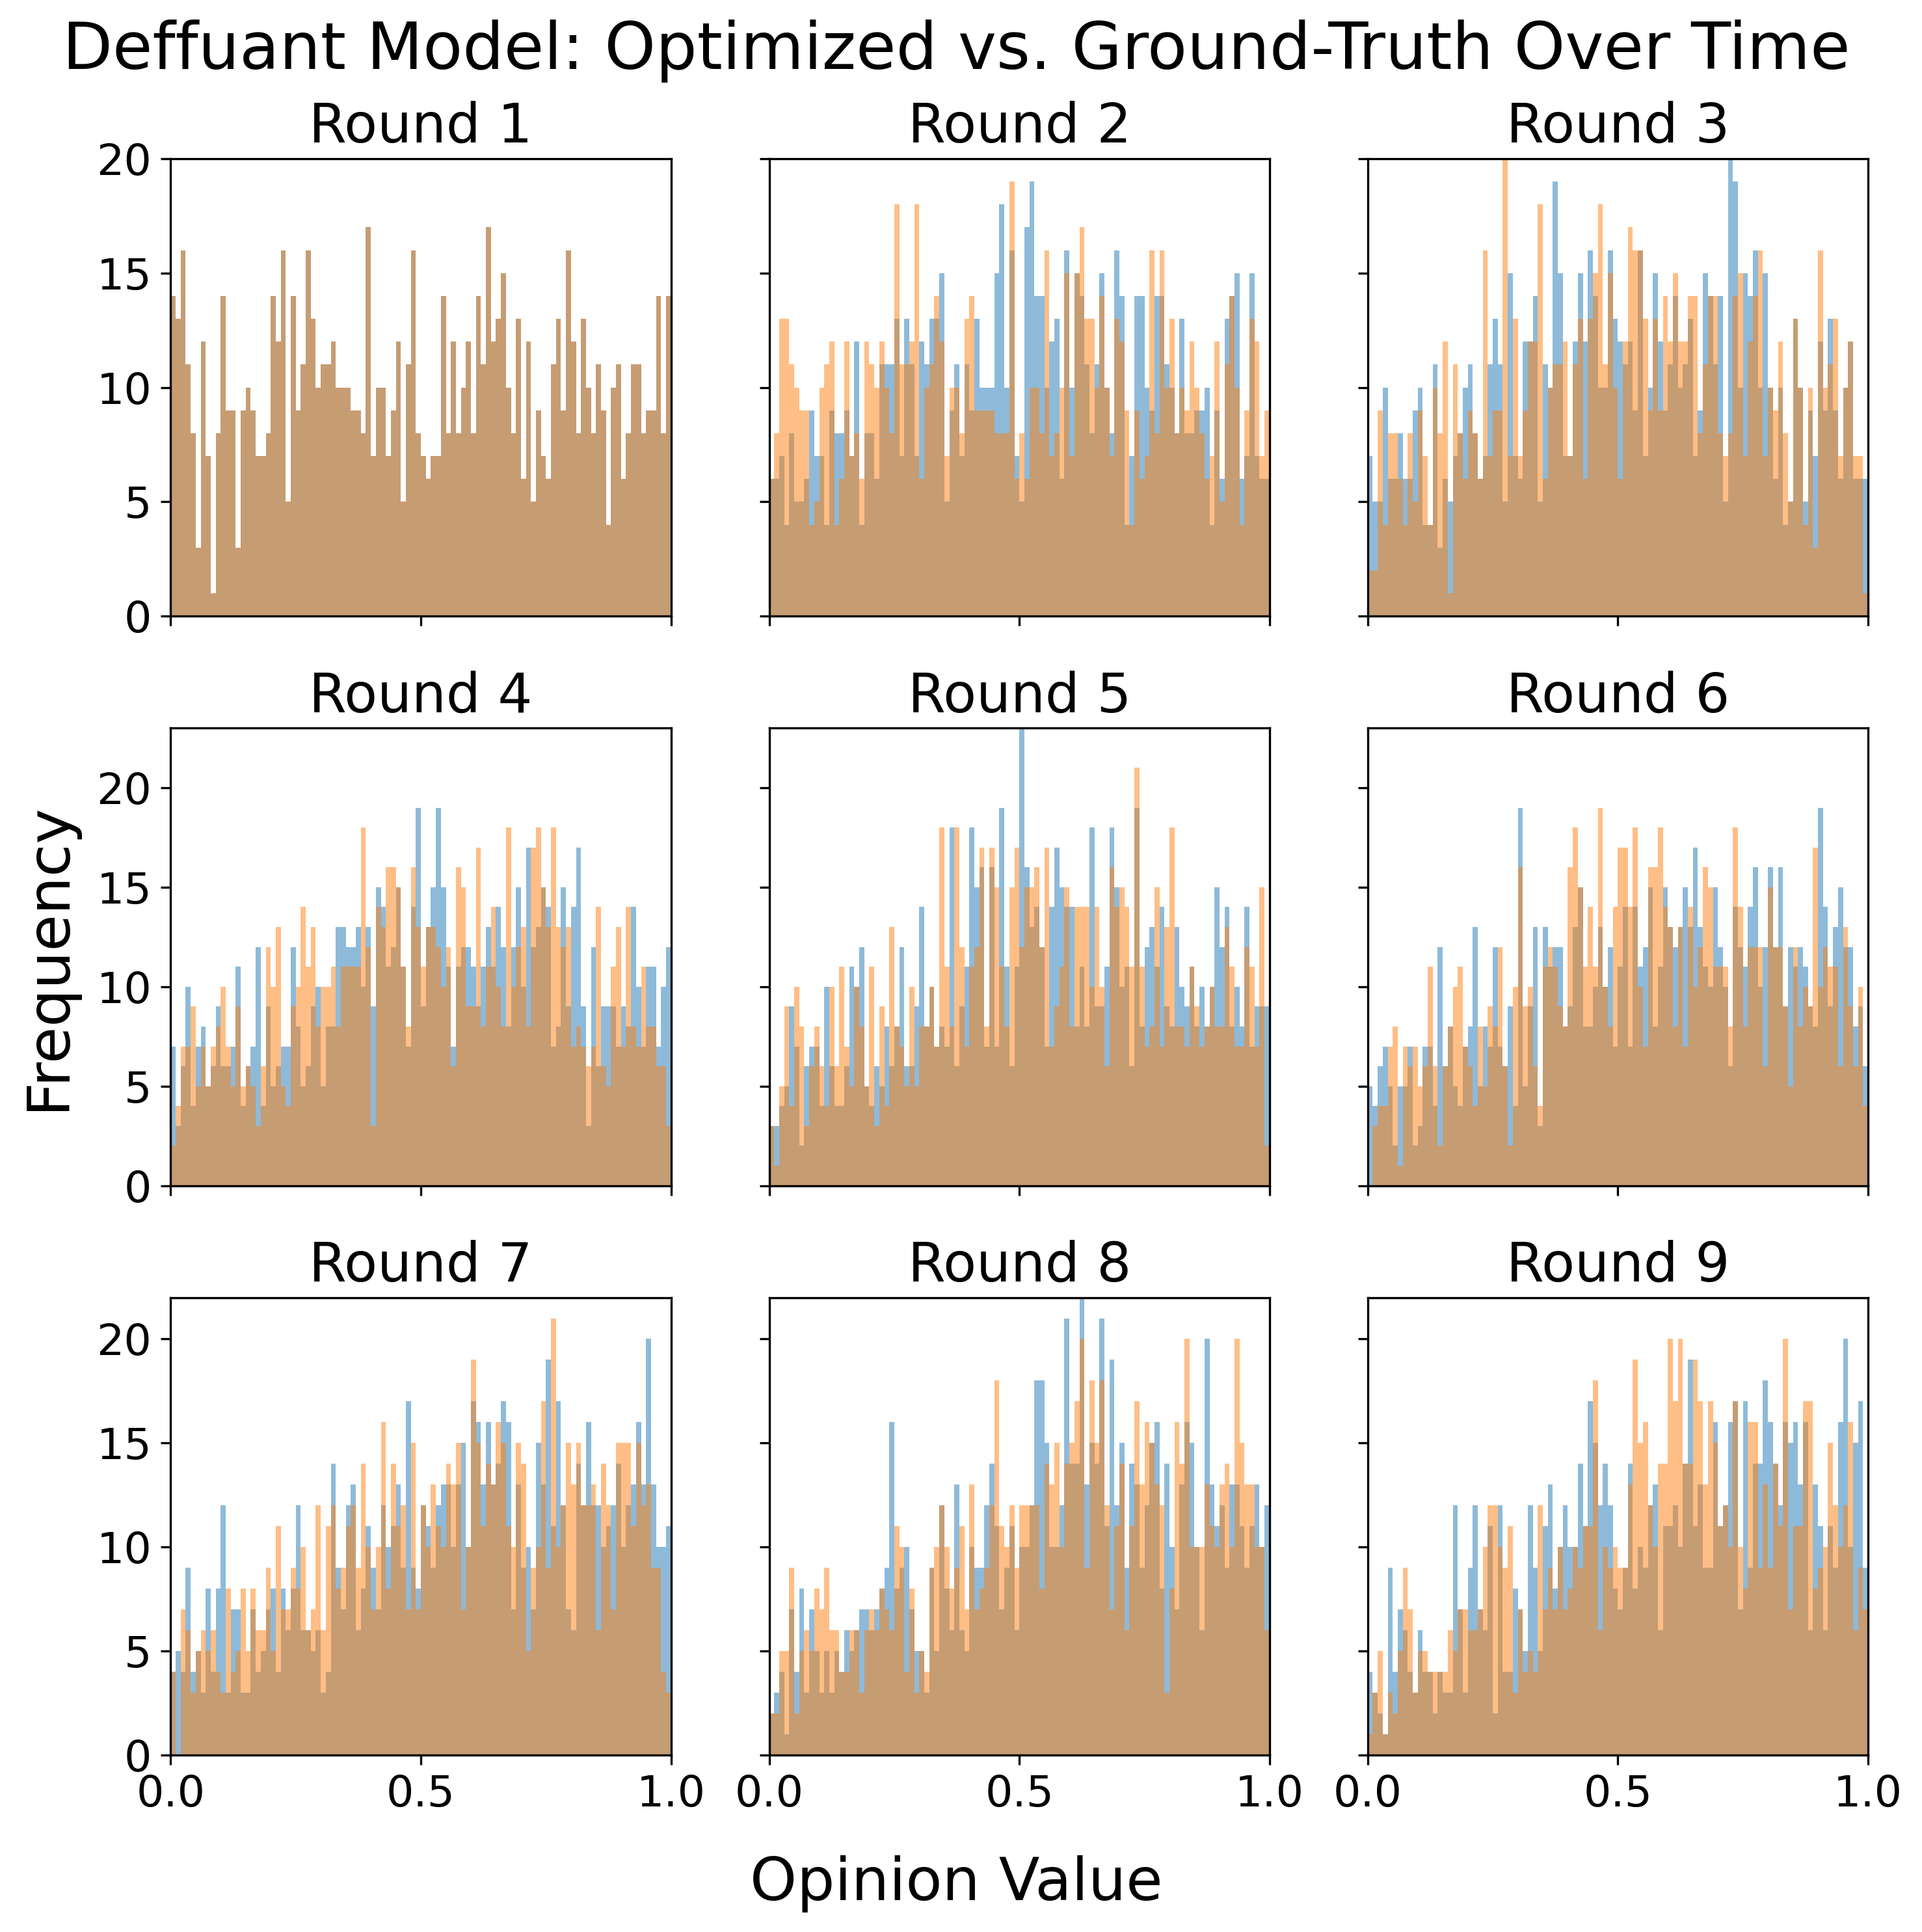 Deffuant Model: Optimized vs. Ground-Truth Over Time
Round 1
Round 2
Round 3
20
15
10
5
0
Round 4
Round 5
Round 6
Frequency
20
15
10
5
0
Round 7
Round 8
Round 9
20
15
10
5
0
0.0 0.5 1.0 0.0 0.5 1.0 0.0 0.5 1.0
Opinion Value